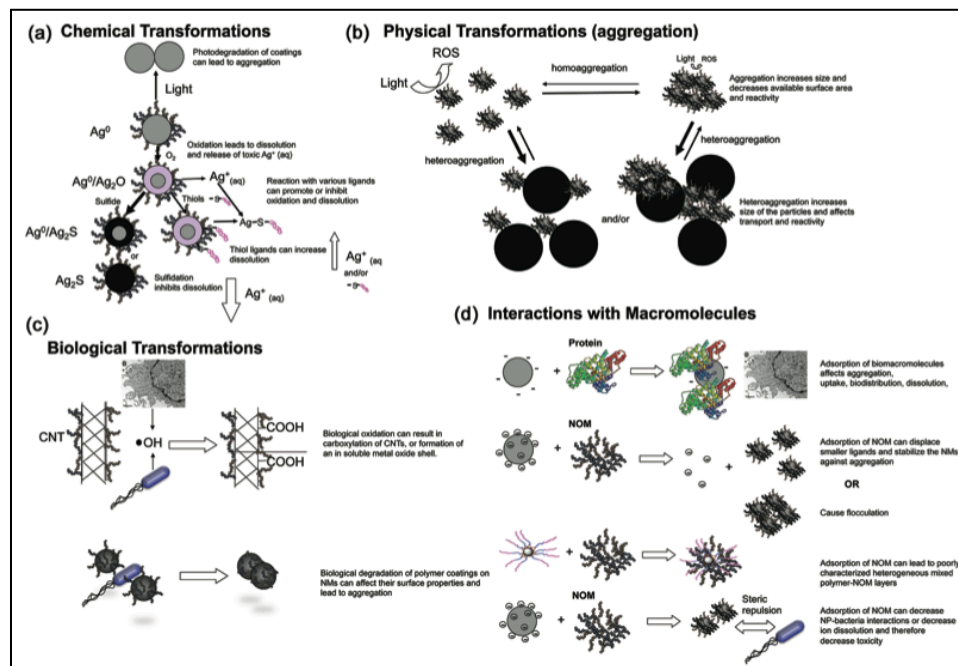 (a) Chemical Transformations
Photodegradation of coatings
can lead to aggregation
Light
Ag⁰
Oxidation leads to dissolution
and release of toxic Ag⁺ (aq)
O₂
Ag⁰/Ag₂O
Ag⁺(aq)
Reaction with various ligands
can promote or inhibit
oxidation and dissolution
Sulfide
Thiols
-S-
Ag-S-
Ag⁰/Ag₂S
or
Thiol ligands can increase
dissolution
Ag⁺ (aq
and/or
-S-
Ag₂S
Sulfidation
inhibits dissolution
Ag⁺ (aq)
(b) Physical Transformations (aggregation)
ROS
Light
homoaggregation
Light ROS
Aggregation increases size and
decreases available surface area
and reactivity
heteroaggregation
heteroaggregation
and/or
Heteroaggregation increases
size of the particles and affects
transport and reactivity
(c)
Biological Transformations
CNT
•OH
COOH
COOH
Biological oxidation can result in
carboxylation of CNTs, or formation of
an in soluble metal oxide shell.
Biological degradation of polymer coatings on
NMs can affect their surface properties and
lead to aggregation
(d) Interactions with Macromolecules
Protein
+
Adsorption of biomacromolecules
affects aggregation,
uptake, biodistribution, dissolution,
NOM
+
+
Adsorption of NOM can displace
smaller ligands and stabilize the NMs
against aggregation
OR
Cause flocculation
+
Adsorption of NOM can lead to poorly
characterized heterogeneous mixed
polymer-NOM layers
NOM
+
Steric
repulsion
Adsorption of NOM can decrease
NP-bacteria interactions or decrease
ion dissolution and therefore
decrease toxicity